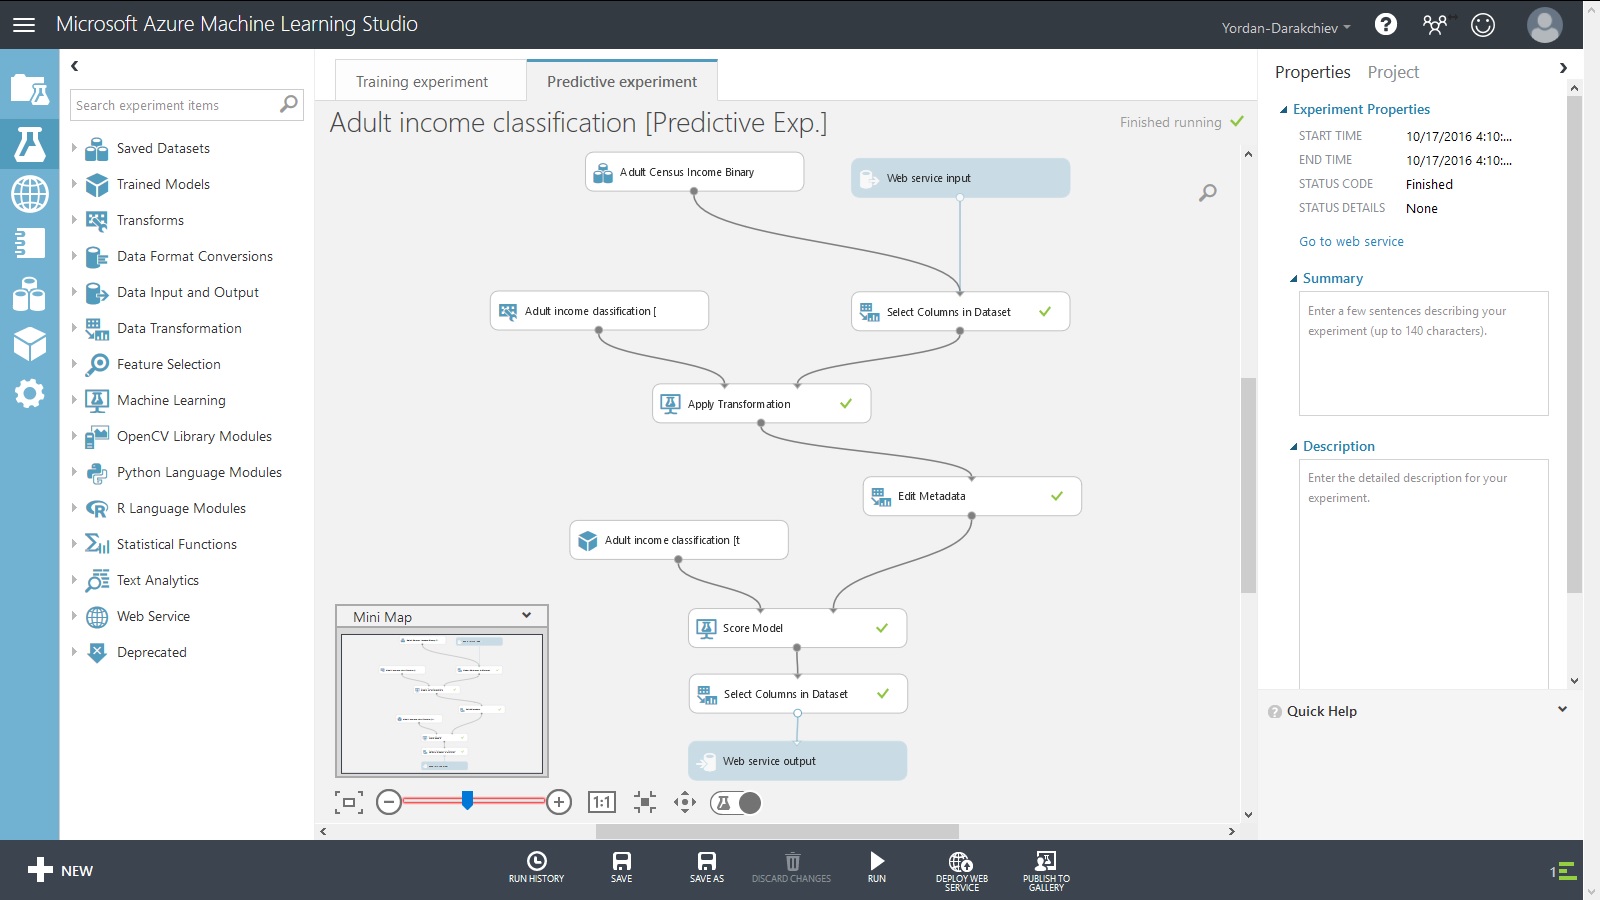 Microsoft Azure Machine Learning Studio
Yordan-Darakchiev
Search experiment items
Saved Datasets
Trained Models
Transforms
Data Format Conversions
Data Input and Output
Data Transformation
Feature Selection
Machine Learning
OpenCV Library Modules
Python Language Modules
R Language Modules
Statistical Functions
Text Analytics
Web Service
Deprecated
Training experiment
Predictive experiment
Adult income classification [Predictive Exp.]
Finished running
Adult Census Income Binary
Web service input
Adult income classification [
Select Columns in Dataset
Apply Transformation
Edit Metadata
Adult income classification [t
Score Model
Select Columns in Dataset
Web service output
Mini Map
1:1
Properties
Project
Experiment Properties
START TIME 10/17/2016 4:10:...
END TIME 10/17/2016 4:10:...
STATUS CODE Finished
STATUS DETAILS None
Go to web service
Summary
Enter a few sentences describing your
experiment (up to 140 characters).
Description
Enter the detailed description for your
experiment.
Quick Help
NEW
RUN HISTORY
SAVE
SAVE AS
DISCARD CHANGES
RUN
DEPLOY WEB
SERVICE
PUBLISH TO
GALLERY
1